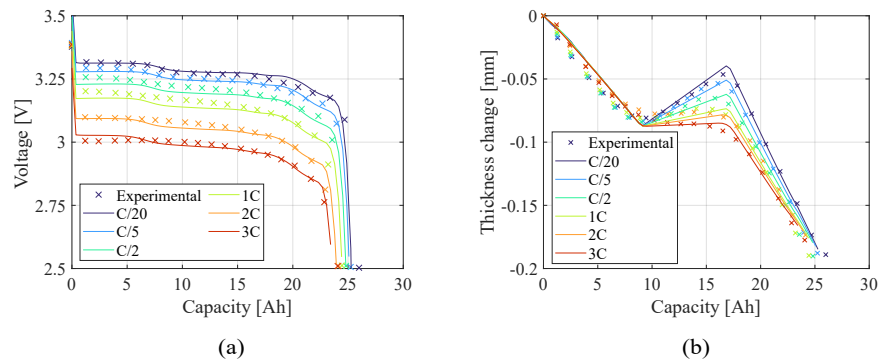 3.5
3.25
3
2.75
2.5
Voltage [V]
0 5 10 15 20 25 30
Capacity [Ah]
Experimental
C/20
C/5
C/2
1C
2C
3C
(a)
0
-0.05
-0.1
-0.15
-0.2
Thickness change [mm]
0 5 10 15 20 25 30
Capacity [Ah]
Experimental
C/20
C/5
C/2
1C
2C
3C
(b)